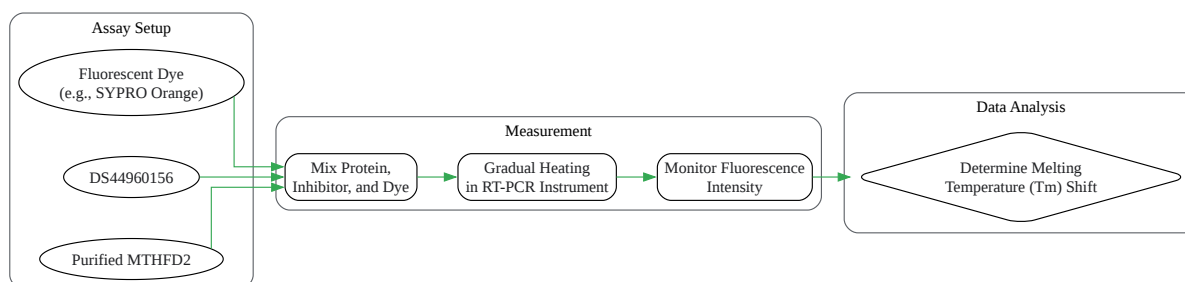 Assay Setup
Fluorescent Dye
(e.g., SYPRO Orange)
DS44960156
Purified MTHFD2
Measurement
Mix Protein,
Inhibitor, and Dye
Gradual Heating
in RT-PCR Instrument
Monitor Fluorescence
Intensity
Data Analysis
Determine Melting
Temperature (Tm) Shift